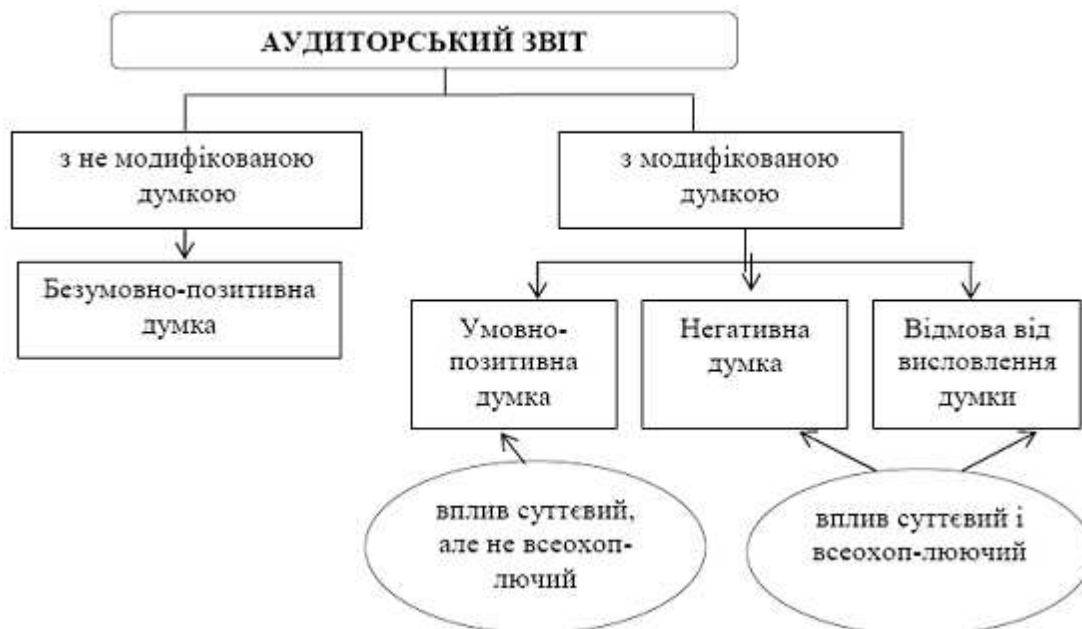 АУДИТОРСЬКИЙ ЗВІТ
з не модифікованою
думкою
з модифікованою
думкою
Безумовно-позитивна
думка
Умовно-
позитивна
думка
Негативна
думка
Відмова від
висловлення
думки
вплив суттєвий,
але не всеохоп-
лючий
вплив суттєвий і
всеохоп-люючий